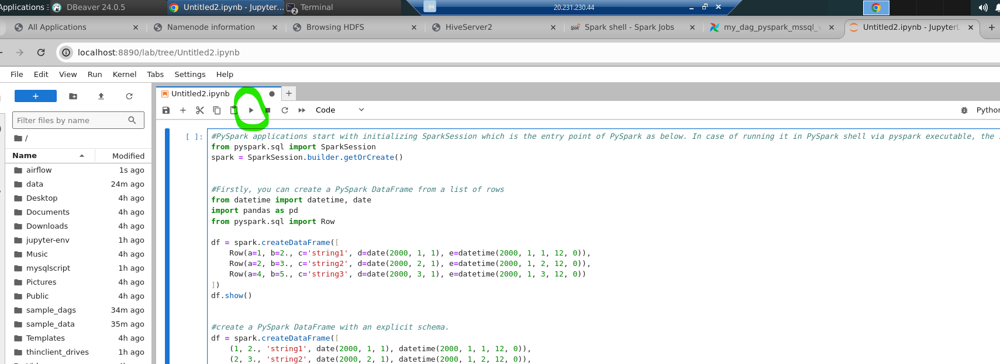 Applications
DBeaver 24.0.5
Untitled2.ipynb - Jupyter...
2
Terminal
20.231.230.44
All Applications
Namenode information
Browsing HDFS
HiveServer2
Spark shell - Spark Jobs
my_dag_pyspark_mssql_
Untitled2.ipynb - Jupyter
localhost:8890/lab/tree/Untitled2.ipynb
File Edit View Run Kernel Tabs Settings Help
Untitled2.ipynb
Code
Filter files by name
/
Name Modified
airflow 1s ago
data 24m ago
Desktop 4h ago
Documents 4h ago
Downloads 4h ago
jupyter-env 1h ago
Music 4h ago
mysqlscript 1h ago
Pictures 4h ago
Public 4h ago
sample_dags 34m ago
sample_data 35m ago
Templates 4h ago
thinclient_drives 1h ago
[ ]:
#PySpark applications start with initializing SparkSession which is the entry point of PySpark as below. In case of running it in PySpark shell via pyspark executable, the
from pyspark.sql import SparkSession
spark = SparkSession.builder.getOrCreate()
#Firstly, you can create a PySpark DataFrame from a list of rows
from datetime import datetime, date
import pandas as pd
from pyspark.sql import Row
df = spark.createDataFrame([
Row(a=1, b=2., c='string1', d=date(2000, 1, 1), e=datetime(2000, 1, 1, 12, 0)),
Row(a=2, b=3., c='string2', d=date(2000, 2, 1), e=datetime(2000, 1, 2, 12, 0)),
Row(a=4, b=5., c='string3', d=date(2000, 3, 1), e=datetime(2000, 1, 3, 12, 0))
])
df.show()
#create a PySpark DataFrame with an explicit schema.
df = spark.createDataFrame([
(1, 2., 'string1', date(2000, 1, 1), datetime(2000, 1, 1, 12, 0)),
(2, 3., 'string2', date(2000, 2, 1), datetime(2000, 1, 2, 12, 0)),